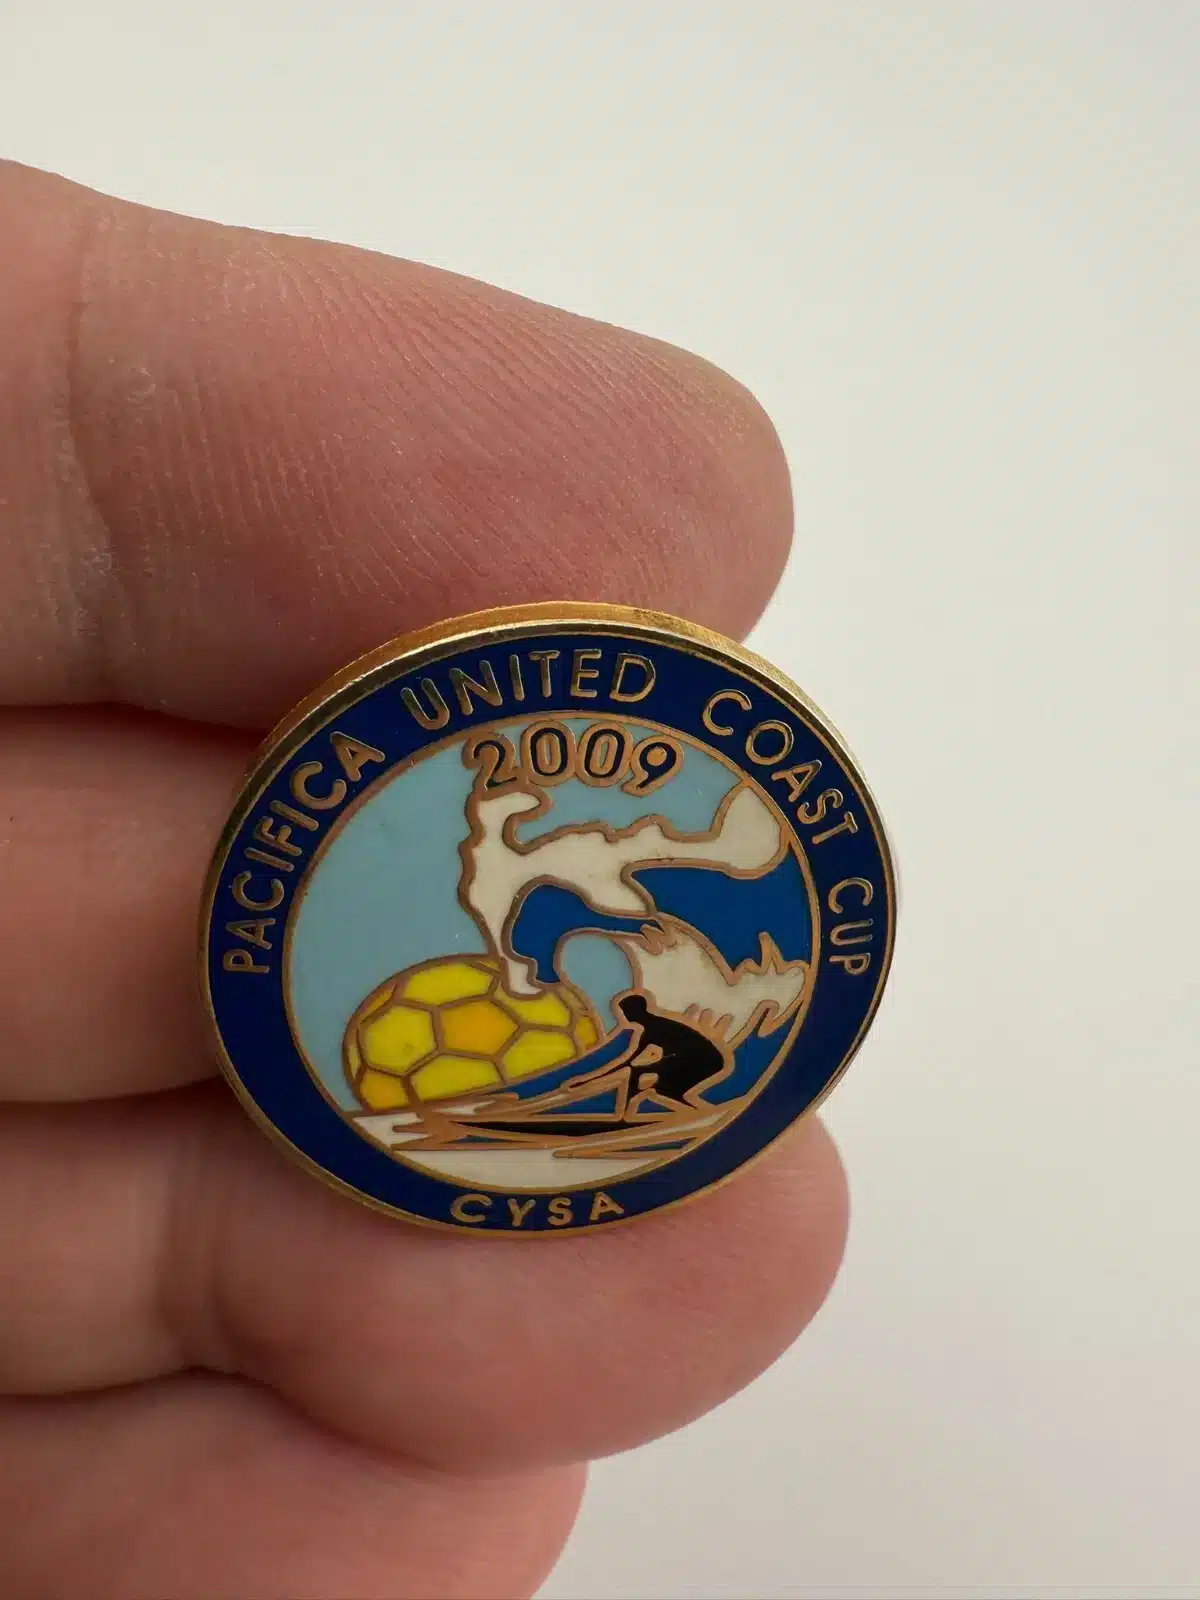 PACIFICA UNITED COAST CUP
2009
CYSA